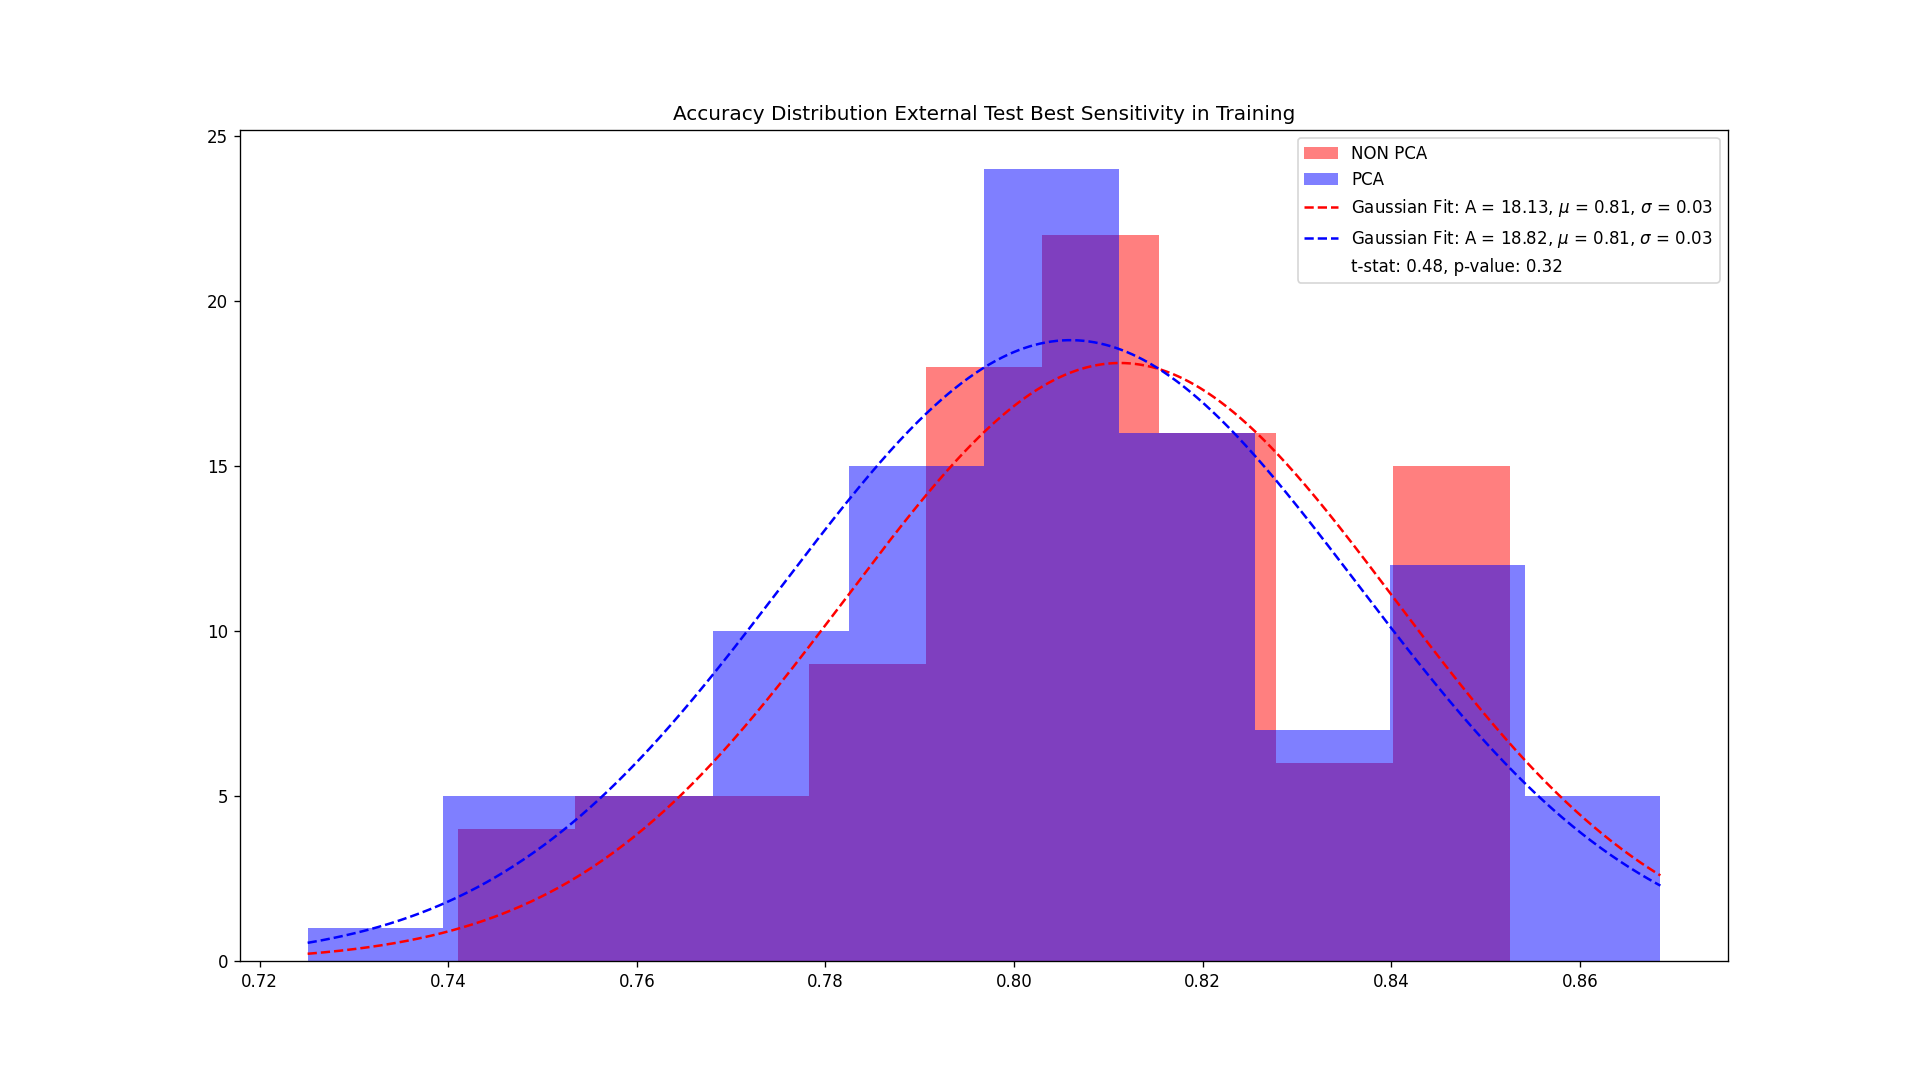 Accuracy Distribution External Test Best Sensitivity in Training
25
20
15
10
5
0
NON PCA
PCA
Gaussian Fit: A = 18.13, μ = 0.81, σ = 0.03
Gaussian Fit: A = 18.82, μ = 0.81, σ = 0.03
t-stat: 0.48, p-value: 0.32
0.72 0.74 0.76 0.78 0.80 0.82 0.84 0.86